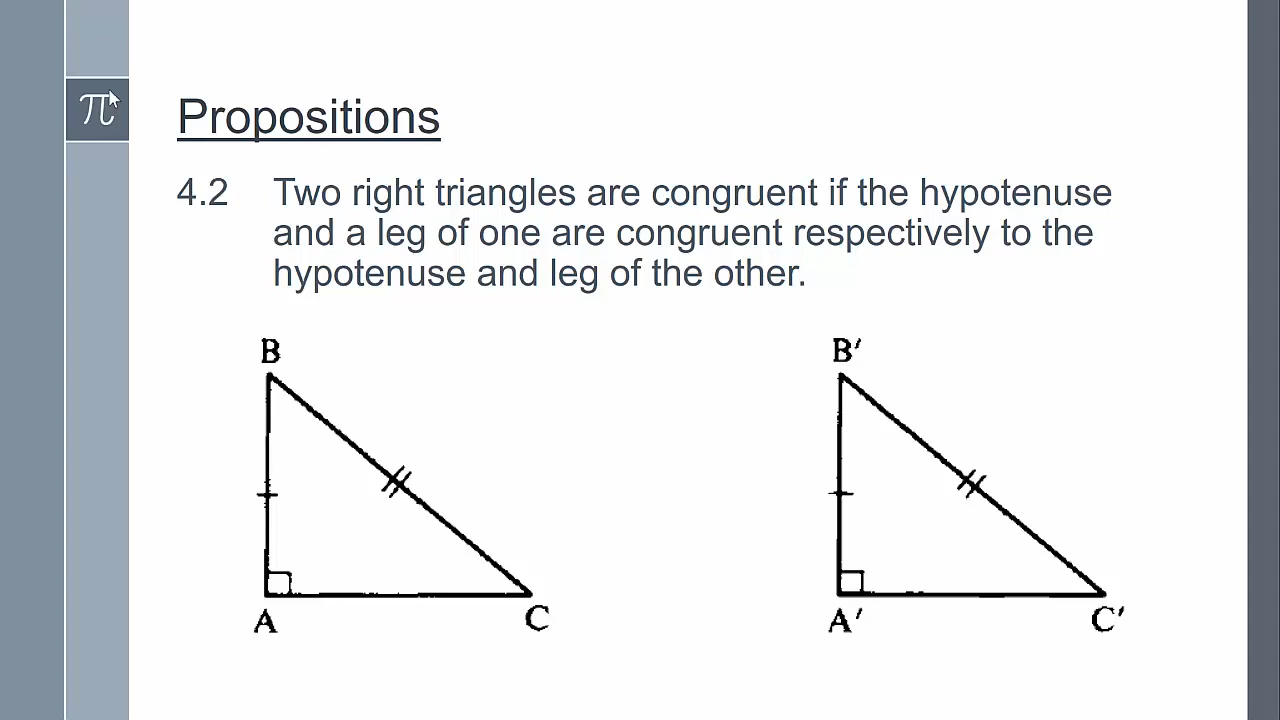 π
Propositions
4.2 Two right triangles are congruent if the hypotenuse
and a leg of one are congruent respectively to the
hypotenuse and leg of the other.
B B′
A C A′ C′